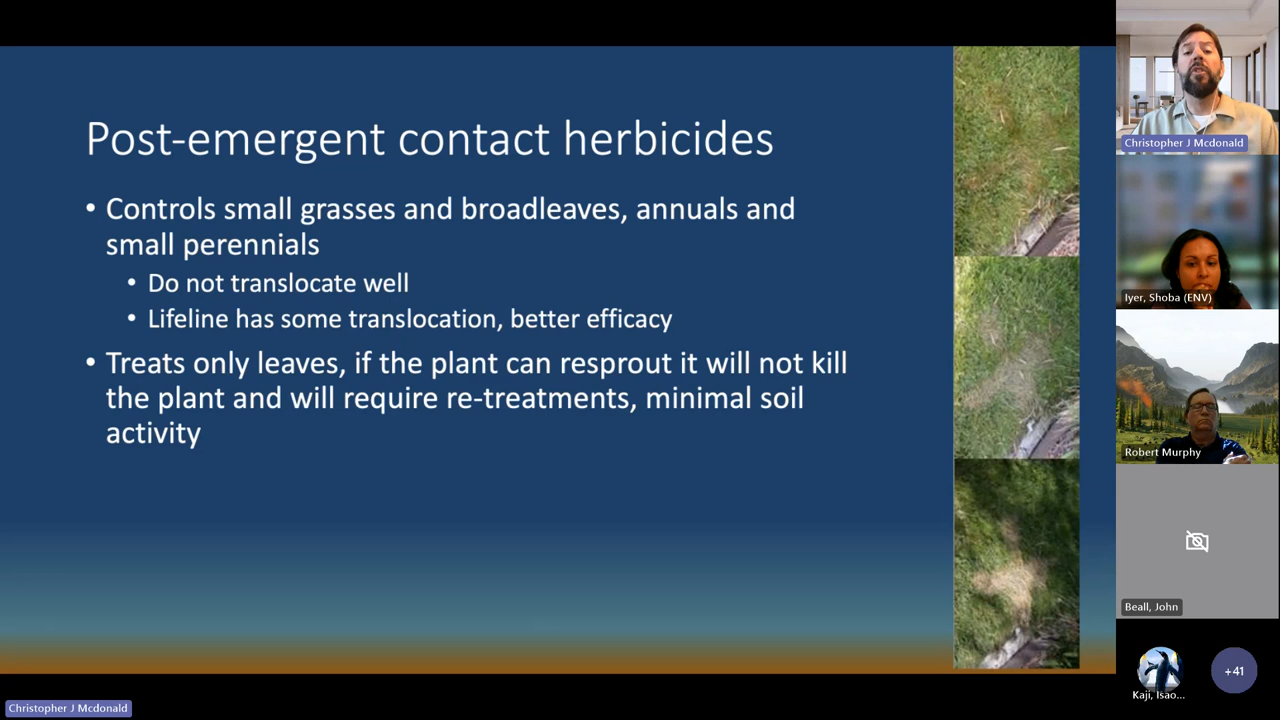 Post-emergent contact herbicides
• Controls small grasses and broadleaves, annuals and
small perennials
• Do not translocate well
• Lifeline has some translocation, better efficacy
• Treats only leaves, if the plant can resprout it will not kill
the plant and will require re-treatments, minimal soil
activity
Christopher J Mcdonald
Iyer, Shoba (ENV)
Robert Murphy
Beall, John
Kaji, Isao...
+41
Christopher J Mcdonald